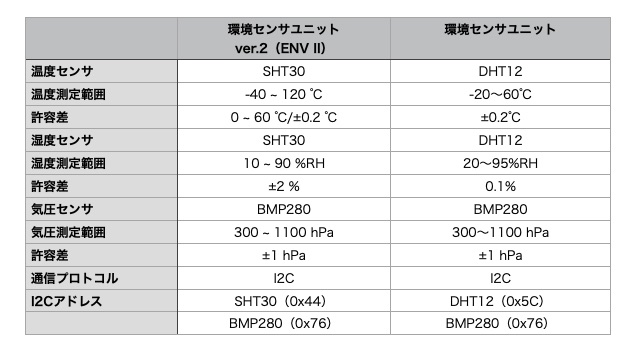 環境センサユニット
ver.2（ENV II） 環境センサユニット
温度センサ SHT30 DHT12
温度測定範囲 -40 ~ 120 ˚C -20〜60˚C
許容差 0 ~ 60 ˚C/±0.2 ˚C ±0.2˚C
湿度センサ SHT30 DHT12
湿度測定範囲 10 ~ 90 %RH 20〜95%RH
許容差 ±2 % 0.1%
気圧センサ BMP280 BMP280
気圧測定範囲 300 ~ 1100 hPa 300〜1100 hPa
許容差 ±1 hPa ±1 hPa
通信プロトコル I2C I2C
I2Cアドレス SHT30（0x44） DHT12（0x5C）
BMP280（0x76） BMP280（0x76）